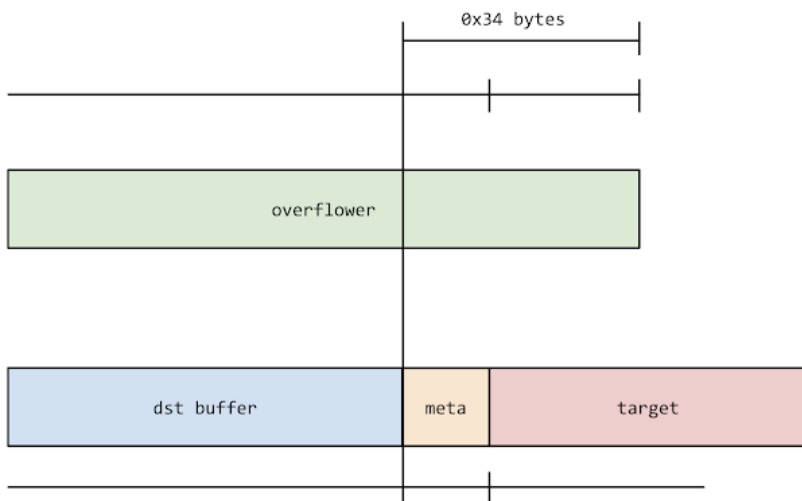 0x34 bytes
overflower
dst buffer
meta
target